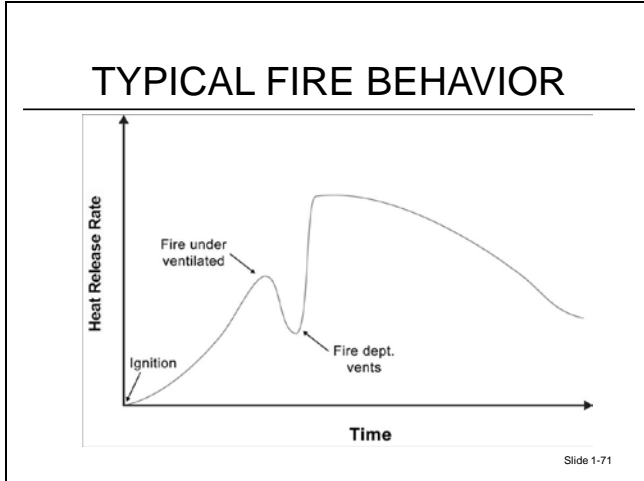 TYPICAL FIRE BEHAVIOR
Heat Release Rate
Fire under
ventilated
Ignition
Fire dept.
vents
Time
Slide 1-71